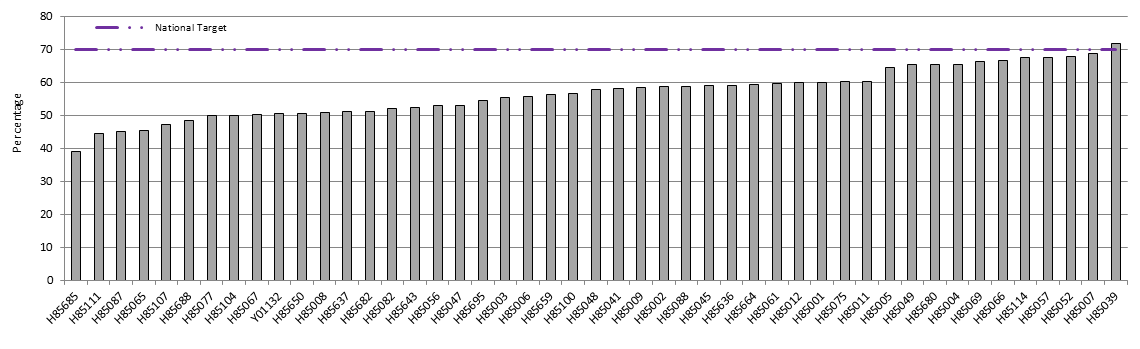 80
National Target
70
60
50
40
30
20
10
0
Percentage
H85685
H85111
H85087
H85065
H85107
H85688
H85077
H85104
H85067
Y01132
H85650
H85008
H85637
H85682
H85082
H85643
H85056
H85047
H85695
H85003
H85006
H85659
H85100
H85048
H85041
H85009
H85002
H85088
H85045
H85636
H85664
H85061
H85012
H85001
H85075
H85011
H85005
H85049
H85680
H85004
H85069
H85066
H85114
H85057
H85052
H85007
H85039